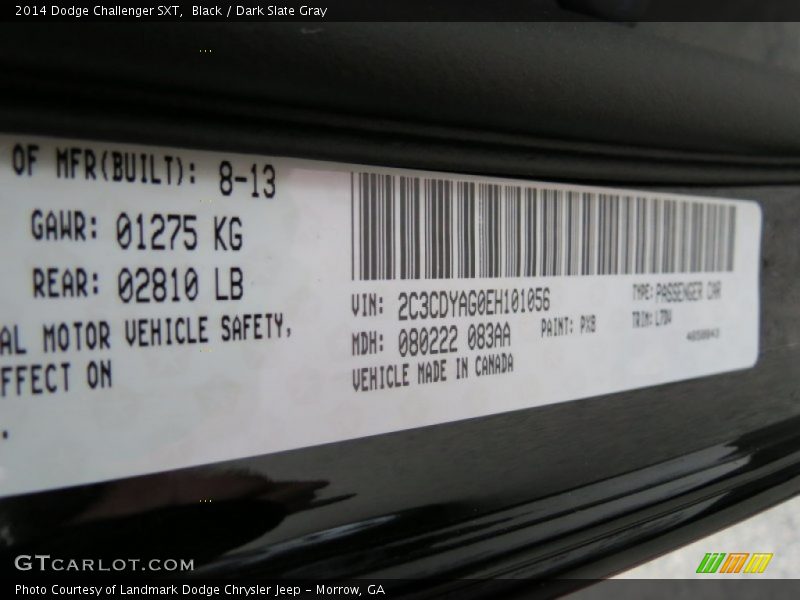 2014 Dodge Challenger SXT, Black / Dark Slate Gray
OF MFR(BUILT): 8-13
GAWR: 01275 KG
REAR: 02810 LB
AL MOTOR VEHICLE SAFETY,
FFECT ON
.
VIN: 2C3CDYAG0EH101056
TYPE: PASSENGER CAR
MDH: 080222 083AA
PAINT: PX8
TRIM:
VEHICLE MADE IN CANADA
GTCARLOT.COM
Photo Courtesy of Landmark Dodge Chrysler Jeep - Morrow, GA